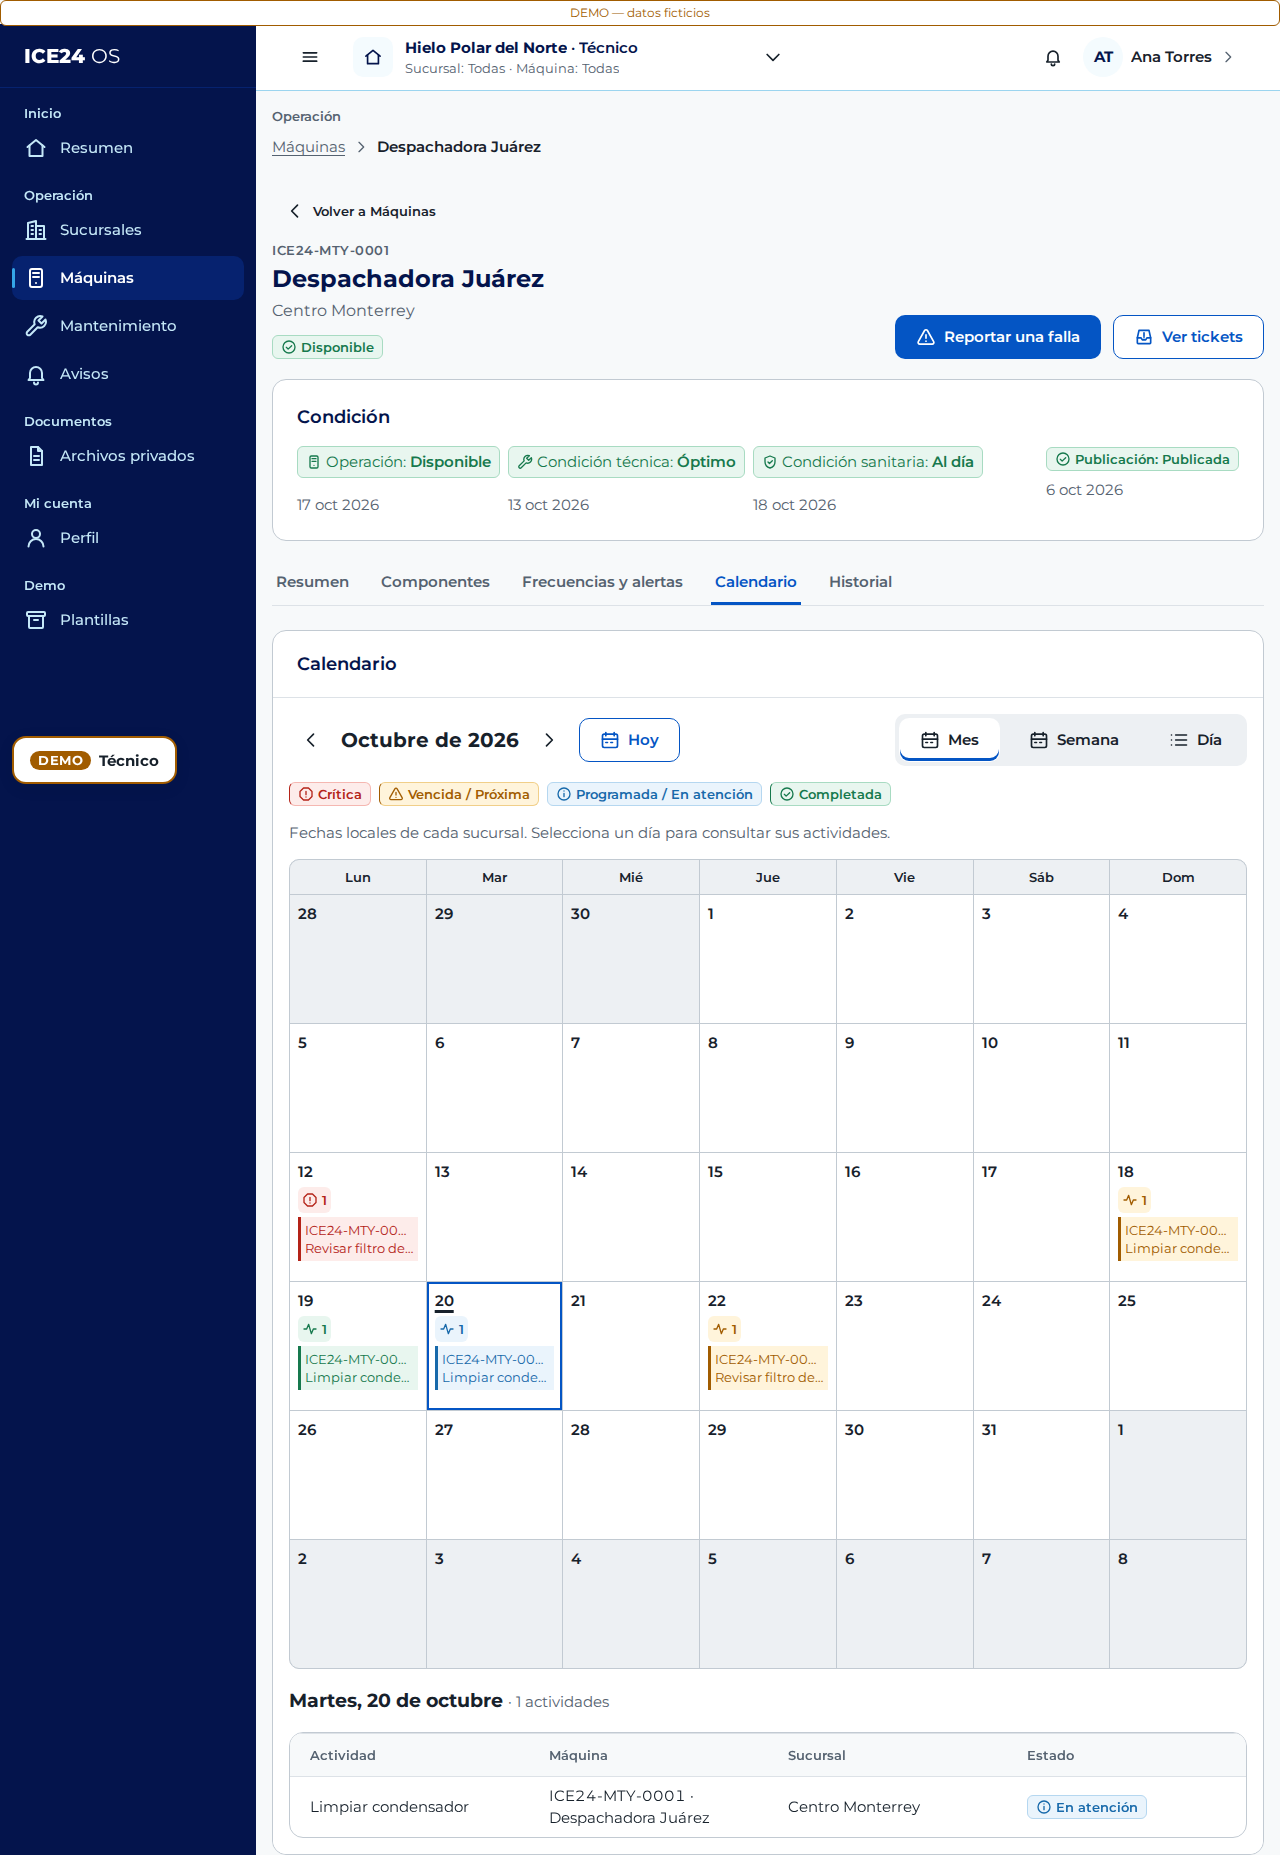 DEMO — datos ficticios
ICE24 OS
Inicio
Resumen
Operación
Sucursales
Máquinas
Mantenimiento
Avisos
Documentos
Archivos privados
Mi cuenta
Perfil
Demo
Plantillas
DEMO Técnico
Hielo Polar del Norte · Técnico
Sucursal: Todas · Máquina: Todas
AT Ana Torres
Operación
Máquinas > Despachadora Juárez
Volver a Máquinas
ICE24-MTY-0001
Despachadora Juárez
Centro Monterrey
Disponible
Reportar una falla
Ver tickets
Condición
Operación: Disponible
17 oct 2026
Condición técnica: Óptimo
13 oct 2026
Condición sanitaria: Al día
18 oct 2026
Publicación: Publicada
6 oct 2026
Resumen Componentes Frecuencias y alertas Calendario Historial
Calendario
Octubre de 2026
Hoy
Mes Semana Día
Crítica Vencida / Próxima Programada / En atención Completada
Fechas locales de cada sucursal. Selecciona un día para consultar sus actividades.
Lun Mar Mié Jue Vie Sáb Dom
28 29 30 1 2 3 4
5 6 7 8 9 10 11
12 13 14 15 16 17 18
1
ICE24-MTY-00...
Revisar filtro de...
1
ICE24-MTY-00...
Limpiar conde...
19 20 21 22 23 24 25
1
ICE24-MTY-00...
Limpiar conde...
1
ICE24-MTY-00...
Limpiar conde...
1
ICE24-MTY-00...
Revisar filtro de...
26 27 28 29 30 31 1
2 3 4 5 6 7 8
Martes, 20 de octubre · 1 actividades
Actividad Máquina Sucursal Estado
Limpiar condensador
ICE24-MTY-0001 ·
Despachadora Juárez
Centro Monterrey
En atención